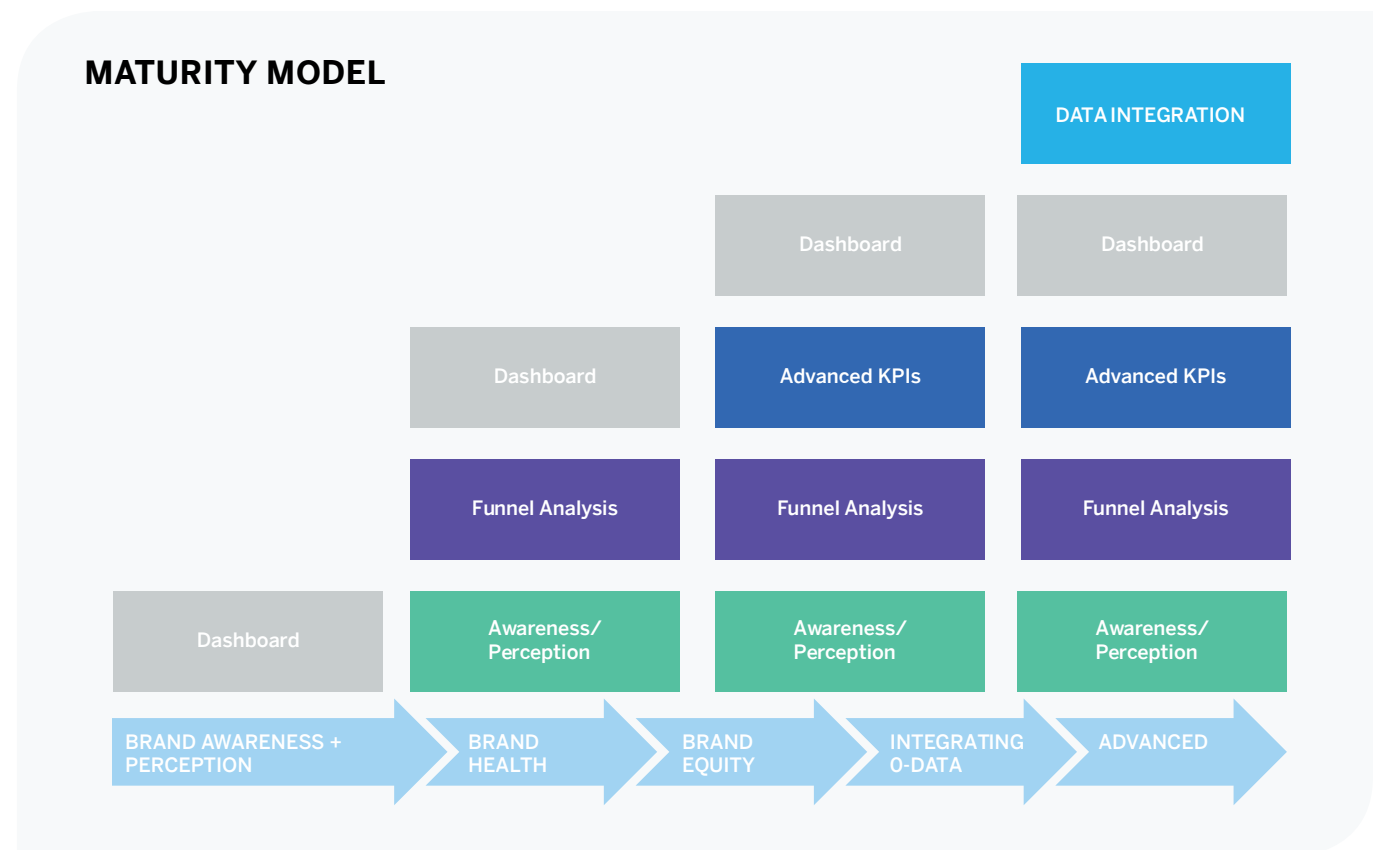 MATURITY MODEL
DATA INTEGRATION
Dashboard
Dashboard
Dashboard
Advanced KPIs
Advanced KPIs
Funnel Analysis
Funnel Analysis
Funnel Analysis
Dashboard
Awareness/
Perception
Awareness/
Perception
Awareness/
Perception
BRAND AWARENESS +
PERCEPTION
BRAND
HEALTH
BRAND
EQUITY
INTEGRATING
0-DATA
ADVANCED